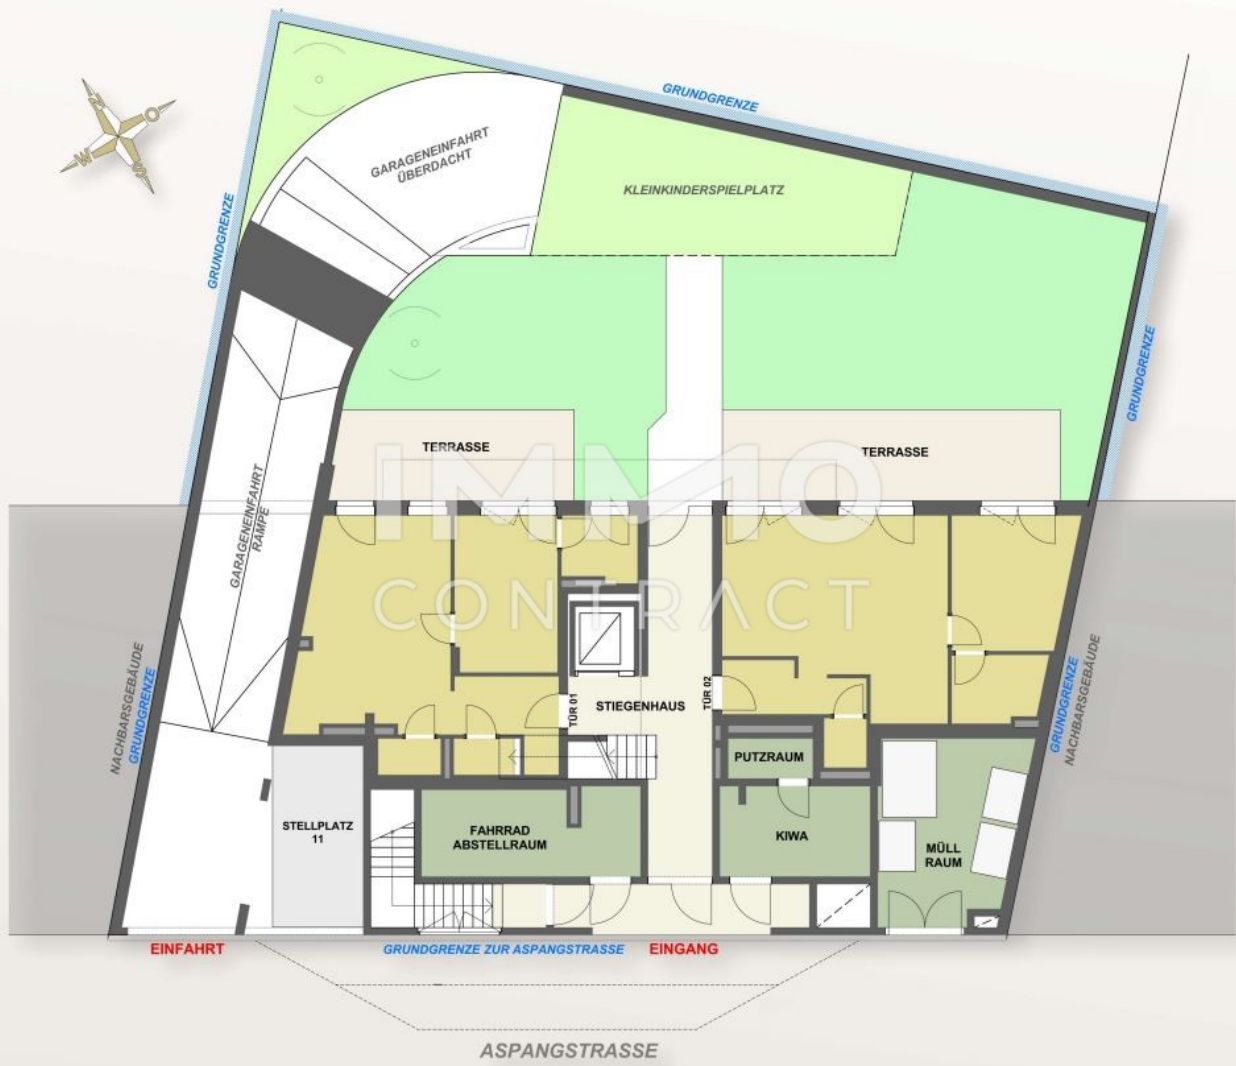 GRUNDGRENZE
N
O
W
S
GARAGENEINFAHRT
ÜBERDACHT
KLEINKINDERSPIELPLATZ
GRUNDGRENZE
GRUNDGRENZE
TERRASSE
TERRASSE
IMMO
CONTRACT
GARAGENEINFAHRT
RAMPE
NACHBARSGEBÄUDE
GRUNDGRENZE
GRUNDGRENZE
NACHBARSGEBÄUDE
TÜR 01
STIEGENHAUS
TÜR 02
PUTZRAUM
STELLPLATZ
11
FAHRRAD
ABSTELLRAUM
KIWA
MÜLL
RAUM
EINFAHRT
GRUNDGRENZE ZUR ASPANGSTRASSE
EINGANG
ASPANGSTRASSE